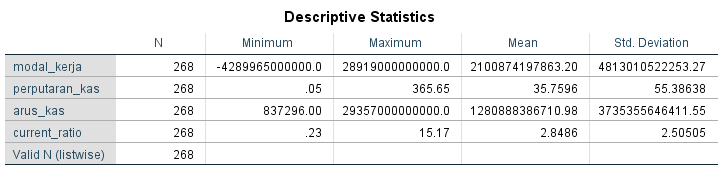 Descriptive Statistics
N Minimum Maximum Mean Std. Deviation
modal_kerja 268 -4289965000000.0 28919000000000.0 2100874197863.20 4813010522253.27
perputaran_kas 268 .05 365.65 35.7596 55.38638
arus_kas 268 837296.00 29357000000000.0 1280888386710.98 3735355646411.55
current_ratio 268 .23 15.17 2.8486 2.50505
Valid N (listwise) 268